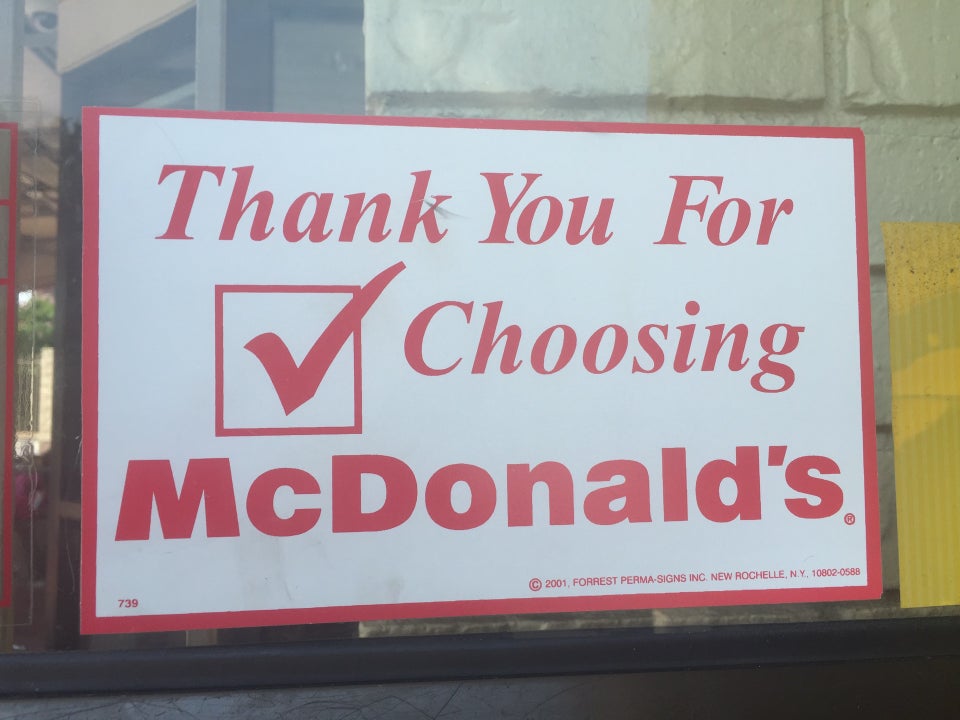 Thank You For
Choosing
McDonald's®
© 2001, FORREST PERMA-SIGNS INC. NEW ROCHELLE, N.Y., 10802-0588
739